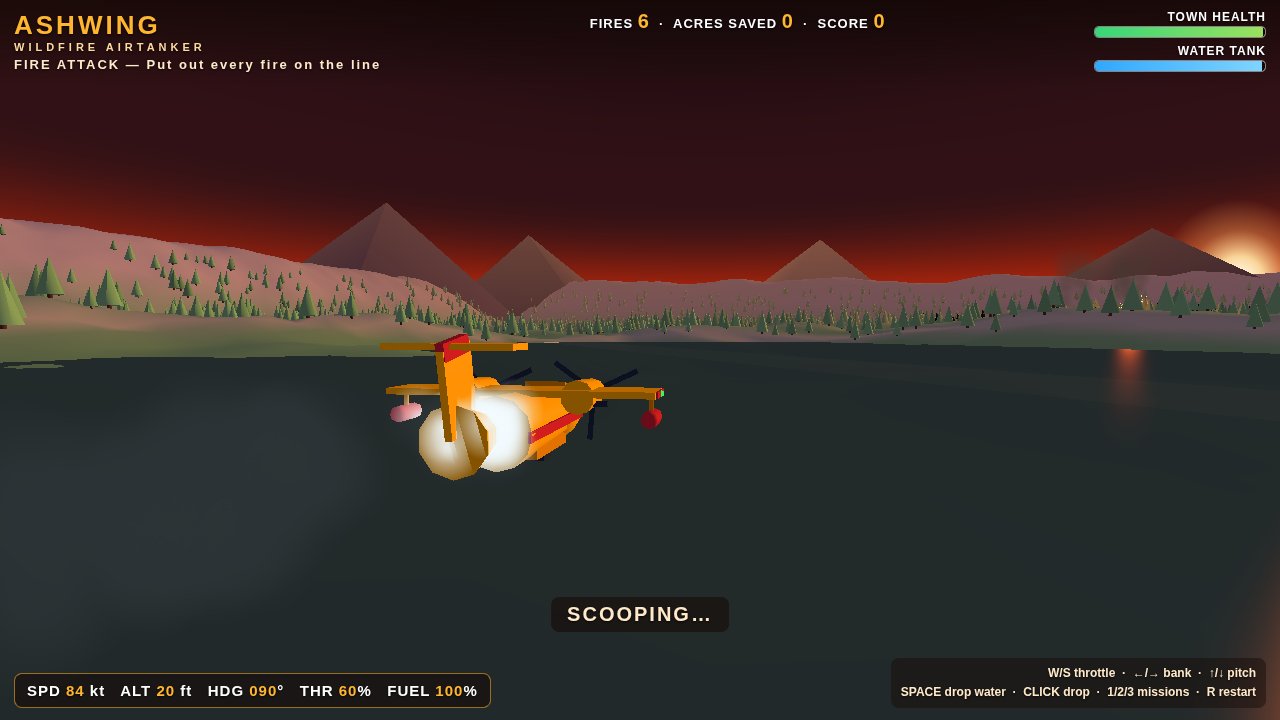 ASHWING
WILDFIRE AIRTANKER
FIRE ATTACK — Put out every fire on the line
FIRES 6 · ACRES SAVED 0 · SCORE 0
TOWN HEALTH
WATER TANK
SCOOPING…
SPD 84 kt ALT 20 ft HDG 090° THR 60% FUEL 100%
W/S throttle · ←/→ bank · ↑/↓ pitch
SPACE drop water · CLICK drop · 1/2/3 missions · R restart